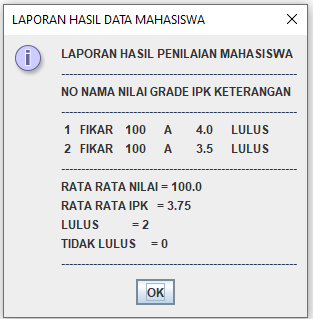 LAPORAN HASIL DATA MAHASISWA
LAPORAN HASIL PENILAIAN MAHASISWA
------------------------------------------------------------
NO NAMA NILAI GRADE IPK KETERANGAN
------------------------------------------------------------
1 FIKAR 100 A 4.0 LULUS
2 FIKAR 100 A 3.5 LULUS
------------------------------------------------------------
RATA RATA NILAI = 100.0
RATA RATA IPK = 3.75
LULUS = 2
TIDAK LULUS = 0
------------------------------------------------------------
OK